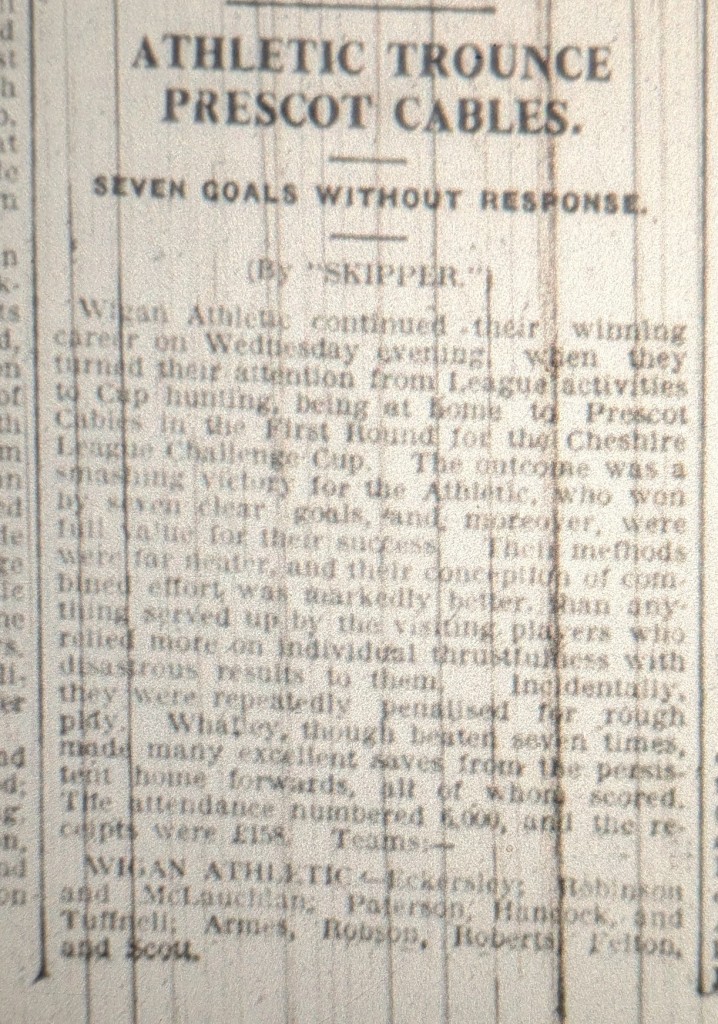 ATHLETIC TROUNCE
PRESCOT CABLES.
SEVEN GOALS WITHOUT RESPONSE.
(By "SKIPPER.")
Wigan Athletic continued their winning
career on Wednesday evening, when they
turned their attention from League activities
to Cup hunting, being at home to Prescot
Cables in the First Round for the Cheshire
League Challenge Cup. The outcome was a
smashing victory for the Athletic, who won
by seven clear goals, and, moreover, were
full value for their success. Their methods
were far neater, and their conception of com-
bined effort was markedly better, than any-
thing served up by the visiting players who
relied more on individual thrustfulness with
disastrous results to them. Incidentally,
they were repeatedly penalised for rough
play. Whatley, though beaten seven times,
made many excellent saves from the persis-
tent home forwards, all of whom scored.
The attendance numbered 6,000, and the re-
ceipts were £158. Teams:—
WIGAN ATHLETIC—Eckersley; Robinson
and McLauchlan; Paterson, Hancock, and
Tuffnell; Armes, Robson, Roberts, Felton,
and Scott.